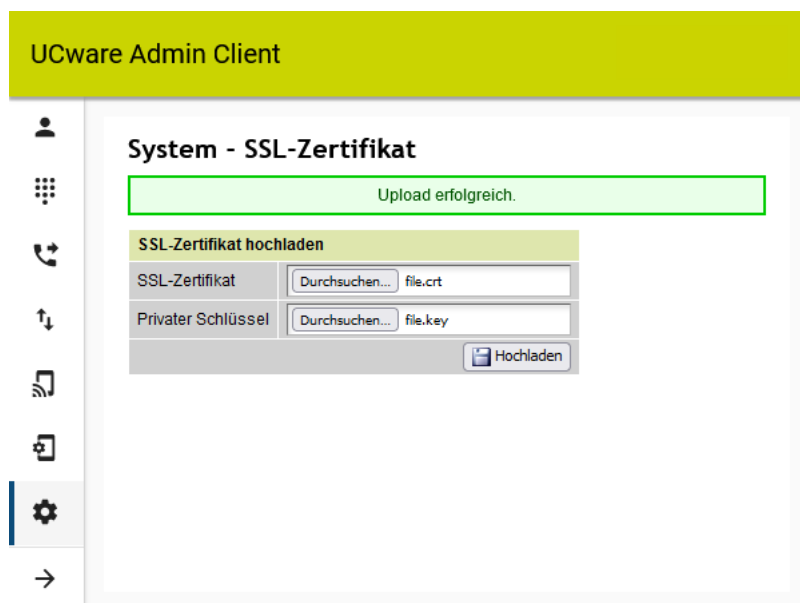 UCware Admin Client
System - SSL-Zertifikat
Upload erfolgreich.
SSL-Zertifikat hochladen
SSL-Zertifikat Durchsuchen... file.crt
Privater Schlüssel Durchsuchen... file.key
Hochladen